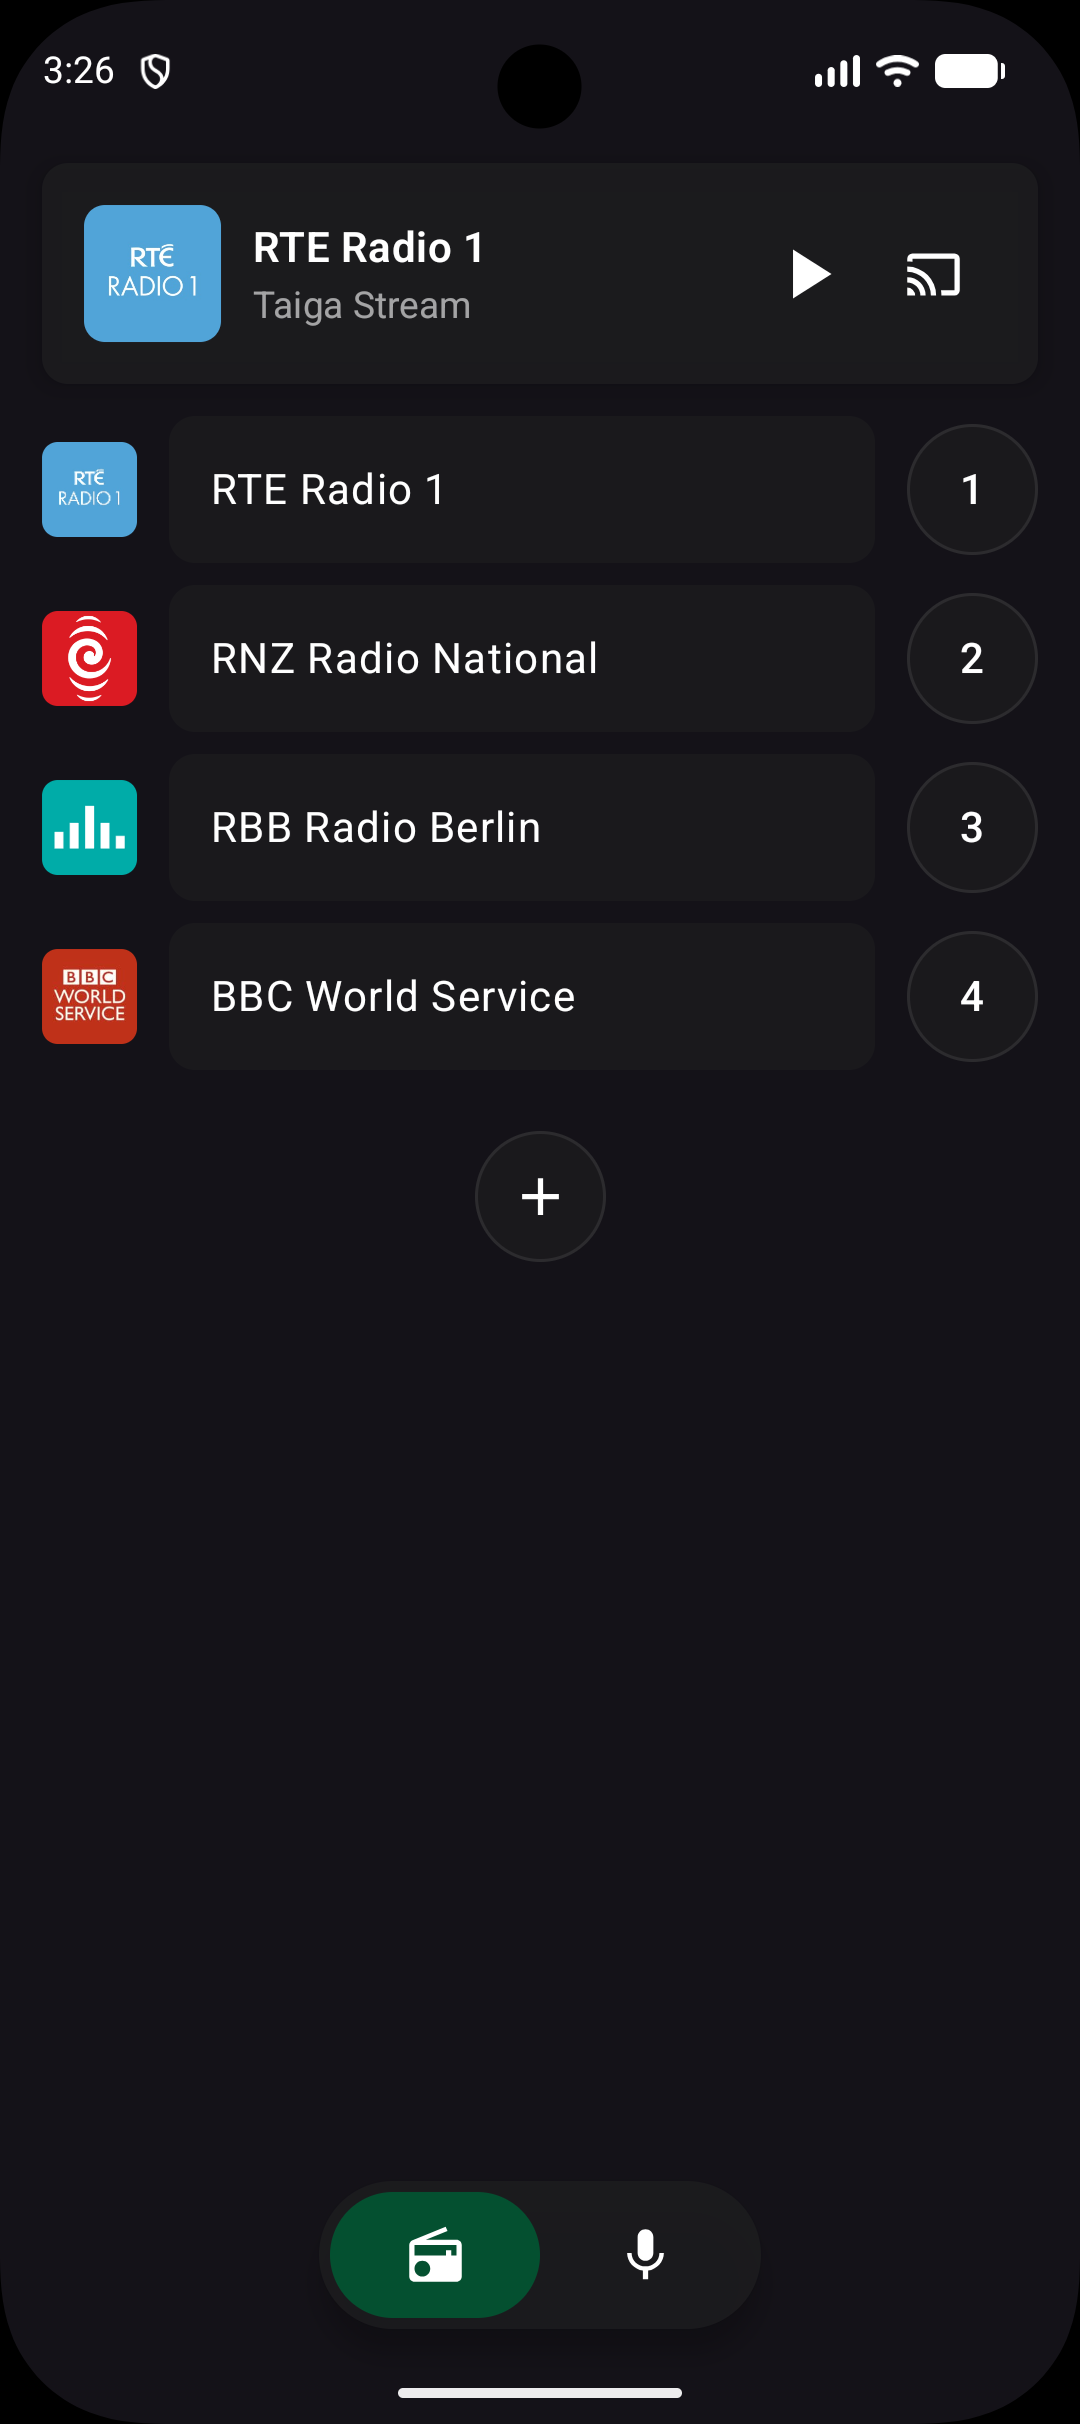 3:26
RTÉ
RADIO 1
RTE Radio 1
Taiga Stream
RTÉ
RADIO 1
RTE Radio 1
1
RNZ Radio National
2
RBB Radio Berlin
3
BBC
WORLD
SERVICE
BBC World Service
4